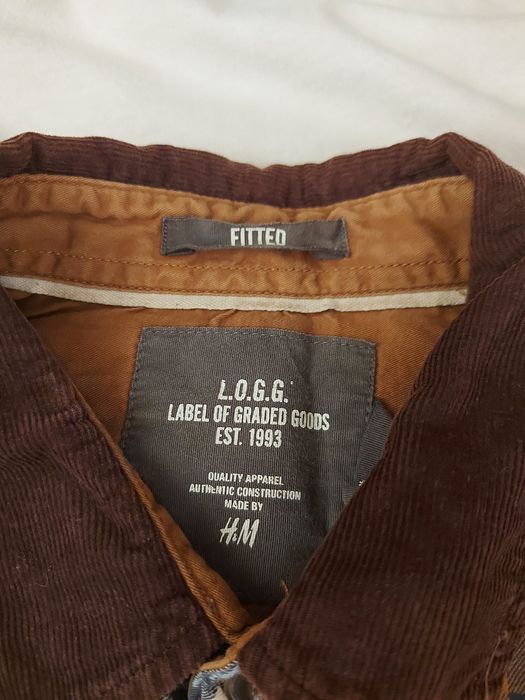 FITTED
L.O.G.G.
LABEL OF GRADED GOODS
EST. 1993
QUALITY APPAREL
AUTHENTIC CONSTRUCTION
MADE BY
H&M